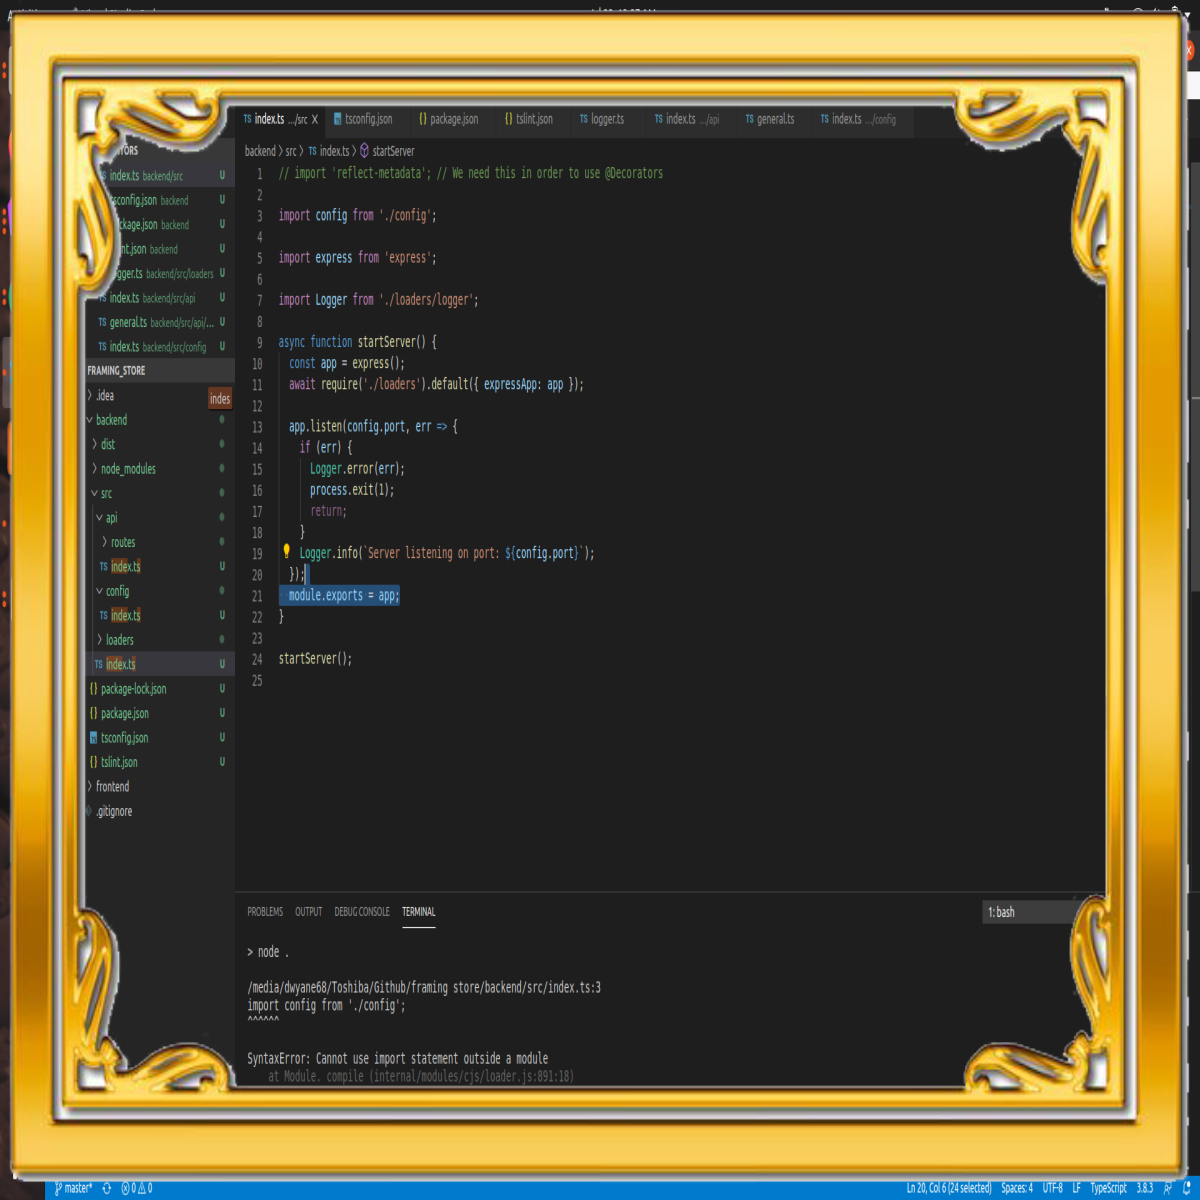 index.ts .../src X tsconfig.json {} package.json {} tslint.json TS logger.ts TS index.ts .../api TS general.ts TS index.ts .../config
backend > src > TS index.ts > startServer
TORS
index.ts backend/src U
sconfig.json backend U
ckage.json backend U
nt.json backend U
gger.ts backend/src/loaders U
TS index.ts backend/src/api U
TS general.ts backend/src/api/... U
TS index.ts backend/src/config U
FRAMING_STORE
> .idea
indes
backend
> dist
> node_modules
src
api
> routes
TS index.ts U
config
TS index.ts U
> loaders
TS index.ts U
{} package-lock.json U
{} package.json U
tsconfig.json U
{} tslint.json U
> frontend
.gitignore
1 // import 'reflect-metadata'; // We need this in order to use @Decorators
2
3 import config from './config';
4
5 import express from 'express';
6
7 import Logger from './loaders/logger';
8
9 async function startServer() {
10 const app = express();
11 await require('./loaders').default({ expressApp: app });
12
13 app.listen(config.port, err => {
14 if (err) {
15 Logger.error(err);
16 process.exit(1);
17 return;
18 }
19 Logger.info(`Server listening on port: ${config.port}`);
20 });
21 module.exports = app;
22 }
23
24 startServer();
25
PROBLEMS OUTPUT DEBUG CONSOLE TERMINAL 1: bash
> node .
/media/dwyane68/Toshiba/Github/framing store/backend/src/index.ts:3
import config from './config';
^^^^^^
SyntaxError: Cannot use import statement outside a module
at Module. compile (internal/modules/cjs/loader.js:891:18)
master* 0 0 Ln 20, Col 6 (24 selected) Spaces: 4 UTF-8 LF TypeScript 3.8.3